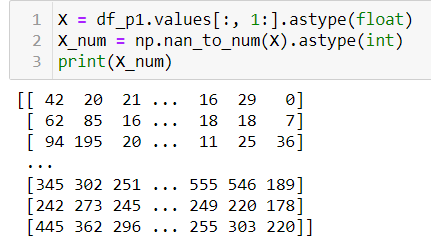 1 X = df_p1.values[:, 1:].astype(float)
2 X_num = np.nan_to_num(X).astype(int)
3 print(X_num)
[[ 42 20 21 ... 16 29 0]
[ 62 85 16 ... 18 18 7]
[ 94 195 20 ... 11 25 36]
...
[345 302 251 ... 555 546 189]
[242 273 245 ... 249 220 178]
[445 362 296 ... 255 303 220]]